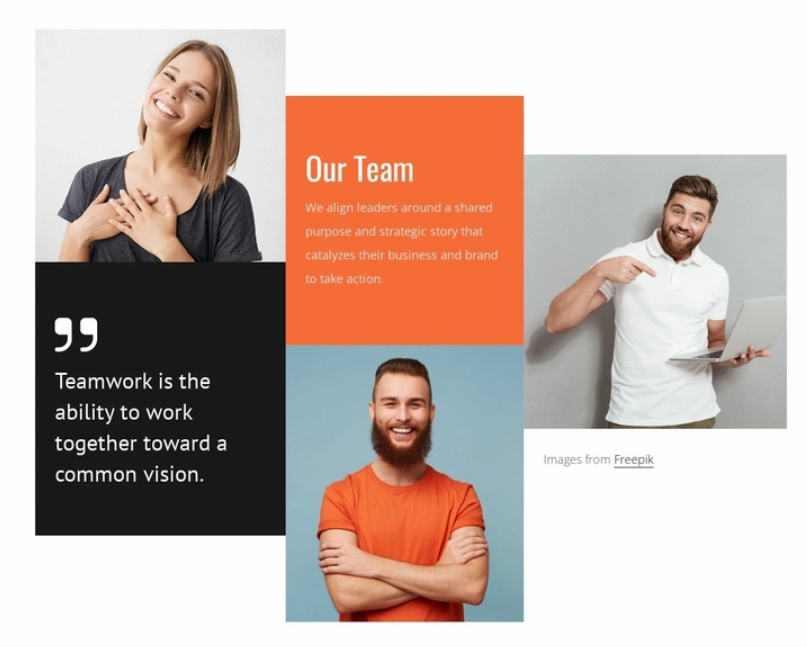 Our Team
We align leaders around a shared
purpose and strategic story that
catalyzes their business and brand
to take action.
❟❟
Teamwork is the
ability to work
together toward a
common vision.
Images from Freepik